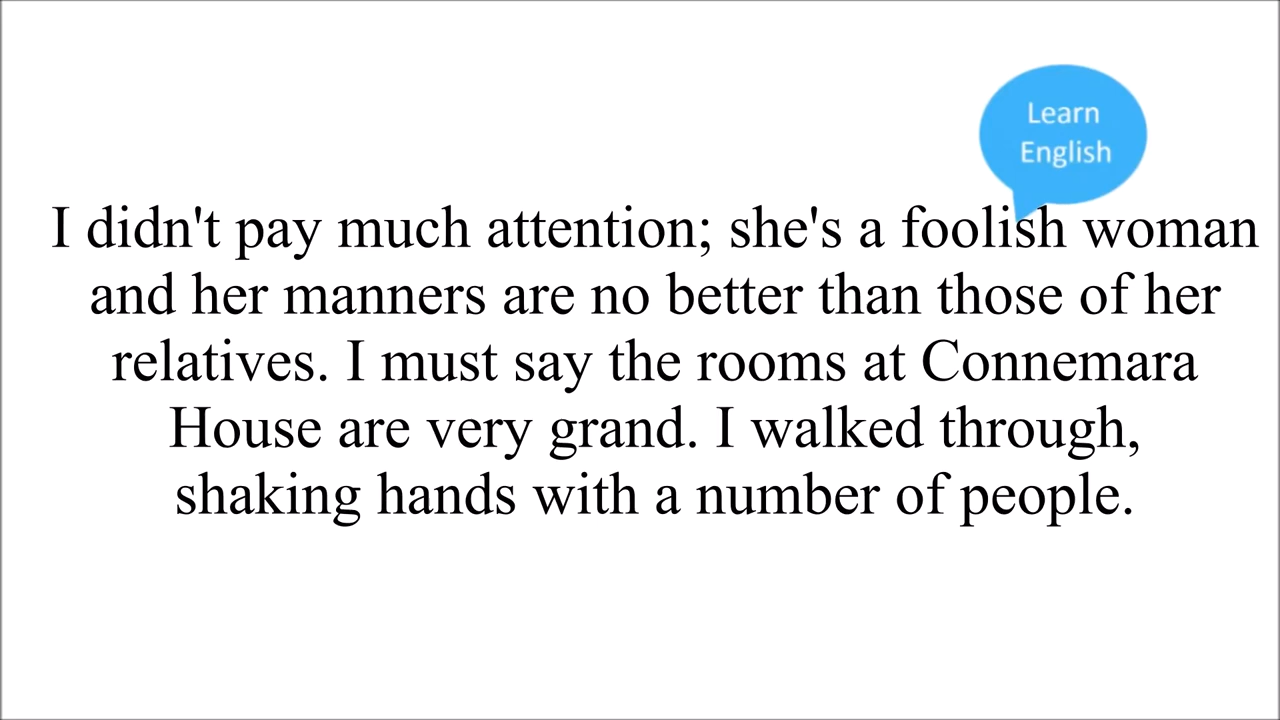 Learn
English
I didn't pay much attention; she's a foolish woman
and her manners are no better than those of her
relatives. I must say the rooms at Connemara
House are very grand. I walked through,
shaking hands with a number of people.